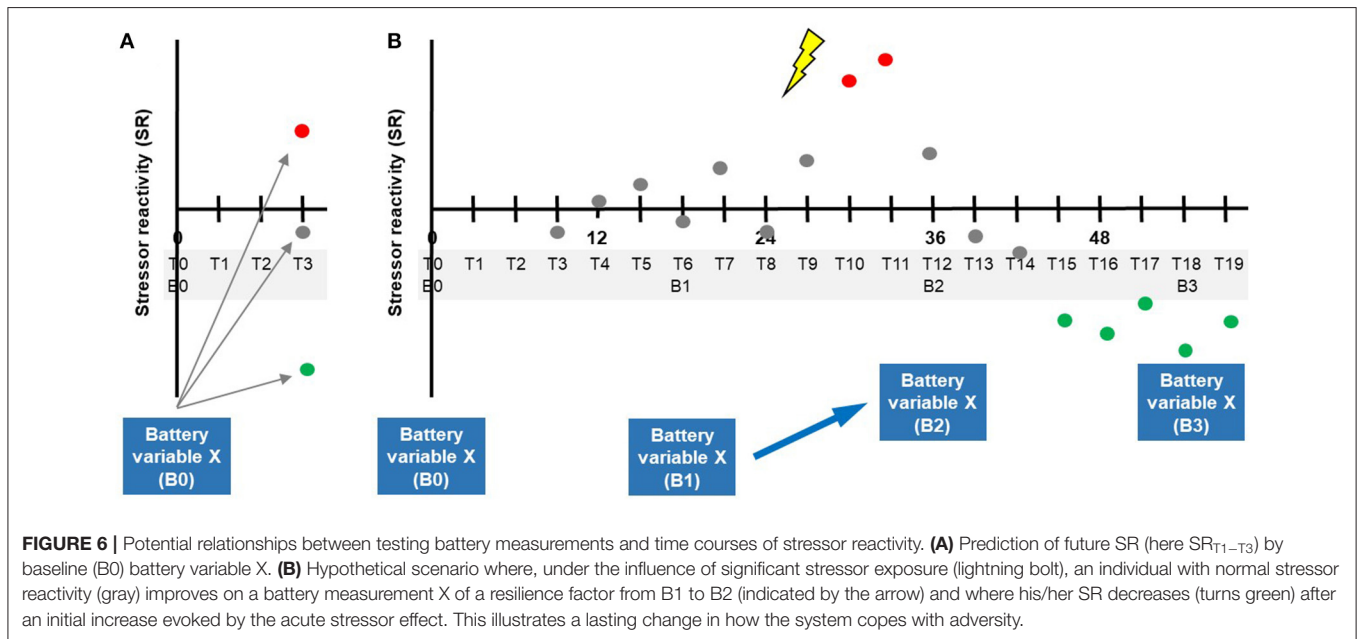 A
B
Stressor reactivity (SR)
Stressor reactivity (SR)
0
0 12 24 36 48
T0 T1 T2 T3
B0
T0 T1 T2 T3 T4 T5 T6 T7 T8 T9 T10 T11 T12 T13 T14 T15 T16 T17 T18 T19
B0 B1 B2 B3
Battery
variable X
(B0)
Battery
variable X
(B0)
Battery
variable X
(B1)
Battery
variable X
(B2)
Battery
variable X
(B3)
FIGURE 6 | Potential relationships between testing battery measurements and time courses of stressor reactivity. (A) Prediction of future SR (here SRT1−T3) by
baseline (B0) battery variable X. (B) Hypothetical scenario where, under the influence of significant stressor exposure (lightning bolt), an individual with normal stressor
reactivity (gray) improves on a battery measurement X of a resilience factor from B1 to B2 (indicated by the arrow) and where his/her SR decreases (turns green) after
an initial increase evoked by the acute stressor effect. This illustrates a lasting change in how the system copes with adversity.